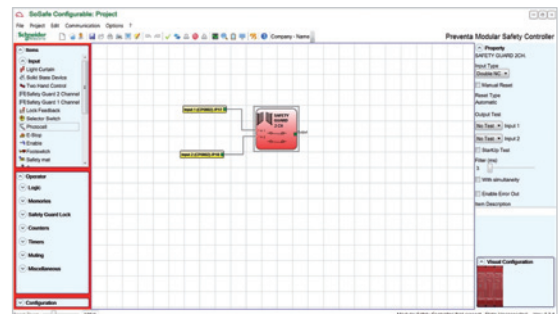 SoSafe Configurable: Project
File Project Edit Communication Options ?
Schneider
Company - Name
Preventa Modular Safety Controller
Items
Input
Light Curtain
Solid State Device
Two Hand Control
Safety Guard 2 Channel
Safety Guard 1 Channel
Lock Feedback
Selector Switch
Photocell
E-Stop
Enable
Footswitch
Safety mat
Operator
Logic
Memories
Safety Guard Lock
Counters
Timers
Muting
Miscellaneous
Configuration
SAFETY
GUARD
2 CH
Property
SAFETY GUARD 2CH.
Input Type
Double NC
Manual Reset
Reset Type
Automatic
Output Test
No Test Input 1
No Test Input 2
StartUp Test
Filter (ms)
With simultaneity
Enable Error Out
Item Description
Visual Configuration